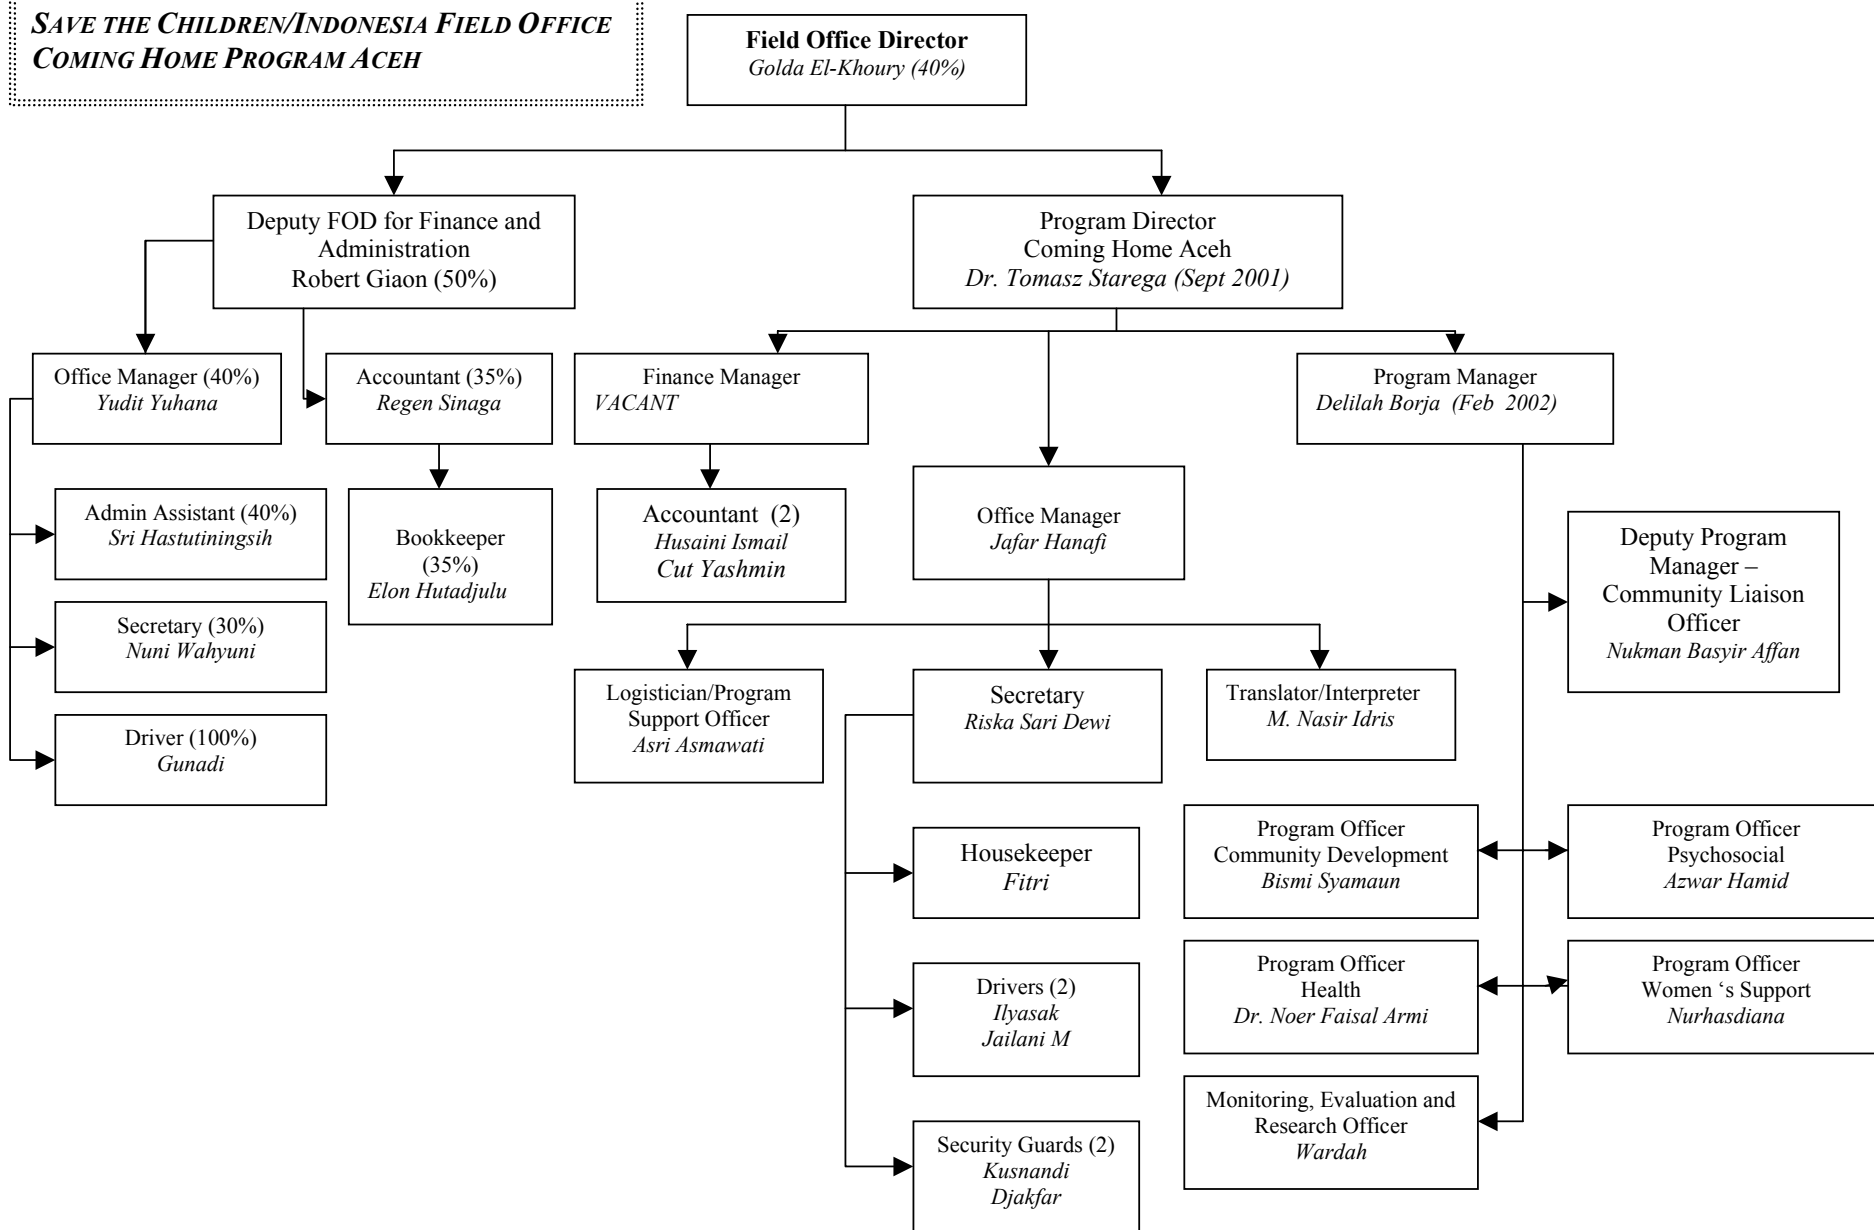 SAVE THE CHILDREN/INDONESIA FIELD OFFICE
COMING HOME PROGRAM ACEH
Field Office Director
Golda El-Khoury (40%)
Deputy FOD for Finance and
Administration
Robert Giaon (50%)
Program Director
Coming Home Aceh
Dr. Tomasz Starega (Sept 2001)
Office Manager (40%)
Yudit Yuhana
Accountant (35%)
Regen Sinaga
Finance Manager
VACANT
Program Manager
Delilah Borja (Feb 2002)
Admin Assistant (40%)
Sri Hastutiningsih
Bookkeeper
(35%)
Elon Hutadjulu
Accountant (2)
Husaini Ismail
Cut Yashmin
Office Manager
Jafar Hanafi
Deputy Program
Manager –
Community Liaison
Officer
Nukman Basyir Affan
Secretary (30%)
Nuni Wahyuni
Driver (100%)
Gunadi
Logistician/Program
Support Officer
Asri Asmawati
Secretary
Riska Sari Dewi
Translator/Interpreter
M. Nasir Idris
Housekeeper
Fitri
Program Officer
Community Development
Bismi Syamaun
Program Officer
Psychosocial
Azwar Hamid
Drivers (2)
Ilyasak
Jailani M
Program Officer
Health
Dr. Noer Faisal Armi
Program Officer
Women ‘s Support
Nurhasdiana
Security Guards (2)
Kusnandi
Djakfar
Monitoring, Evaluation and
Research Officer
Wardah